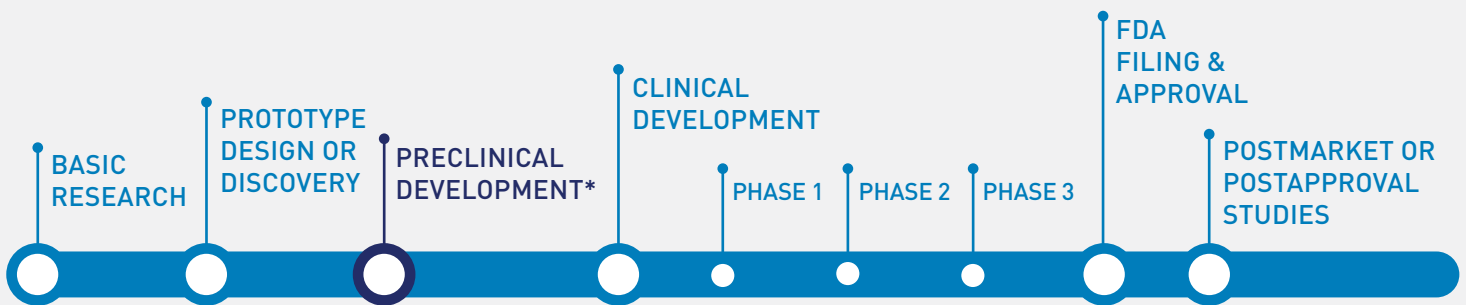 BASIC
RESEARCH
PROTOTYPE
DESIGN OR
DISCOVERY
PRECLINICAL
DEVELOPMENT*
CLINICAL
DEVELOPMENT
PHASE 1
PHASE 2
PHASE 3
FDA
FILING &
APPROVAL
POSTMARKET OR
POSTAPPROVAL
STUDIES